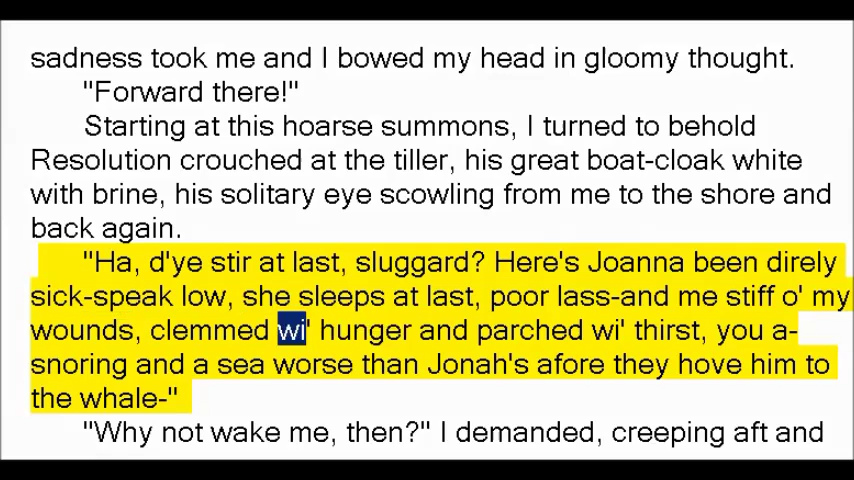 sadness took me and I bowed my head in gloomy thought.
"Forward there!"
Starting at this hoarse summons, I turned to behold
Resolution crouched at the tiller, his great boat-cloak white
with brine, his solitary eye scowling from me to the shore and
back again.
"Ha, d'ye stir at last, sluggard? Here's Joanna been direly
sick-speak low, she sleeps at last, poor lass-and me stiff o' my
wounds, clemmed wi' hunger and parched wi' thirst, you a-
snoring and a sea worse than Jonah's afore they hove him to
the whale-"
"Why not wake me, then?" I demanded, creeping aft and